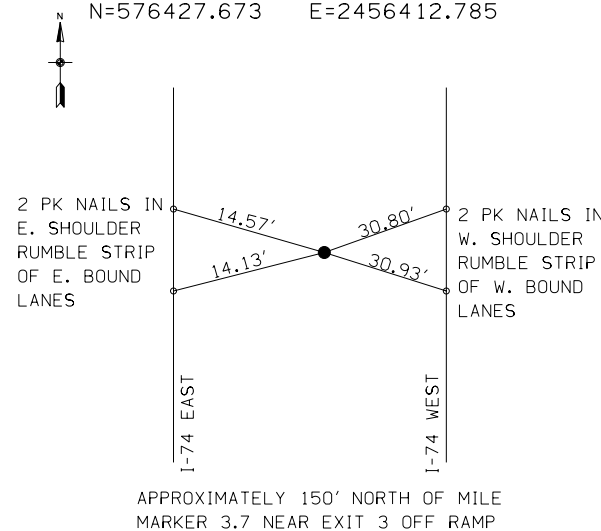 N=576427.673 E=2456412.785
N
2 PK NAILS IN
E. SHOULDER
RUMBLE STRIP
OF E. BOUND
LANES
14.57'
14.13'
30.80'
30.93'
2 PK NAILS IN
W. SHOULDER
RUMBLE STRIP
OF W. BOUND
LANES
I-74 EAST
I-74 WEST
APPROXIMATELY 150' NORTH OF MILE
MARKER 3.7 NEAR EXIT 3 OFF RAMP